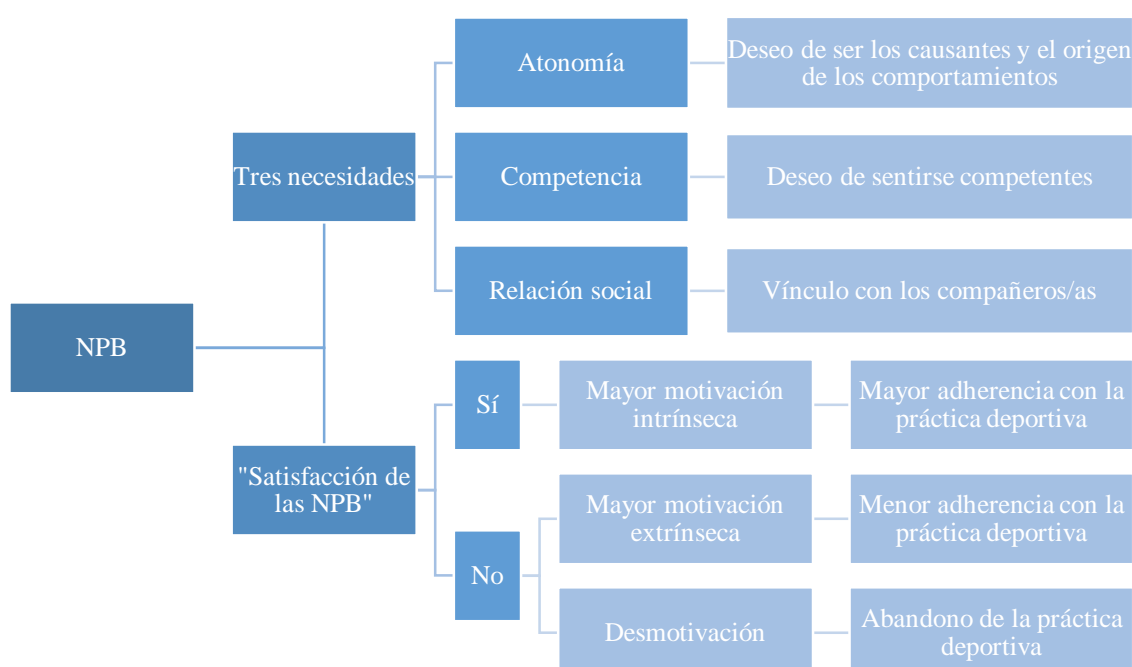 NPB
Tres necesidades
Atonomía
Deseo de ser los causantes y el origen
de los comportamientos
Competencia
Deseo de sentirse competentes
Relación social
Vínculo con los compañeros/as
"Satisfacción de
las NPB"
Sí
Mayor motivación
intrínseca
Mayor adherencia con la
práctica deportiva
No
Mayor motivación
extrínseca
Menor adherencia con la
práctica deportiva
Desmotivación
Abandono de la práctica
deportiva